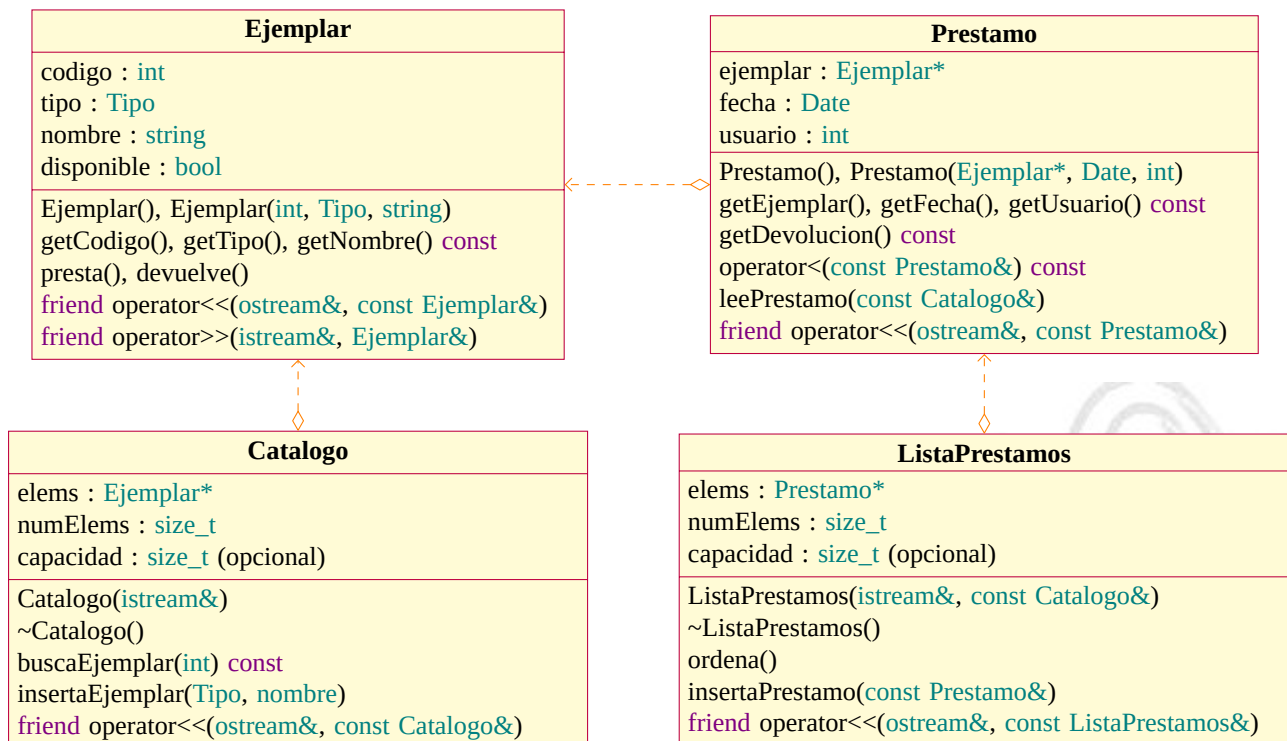 Ejemplar
codigo : int
tipo : Tipo
nombre : string
disponible : bool
Ejemplar(), Ejemplar(int, Tipo, string)
getCodigo(), getTipo(), getNombre() const
presta(), devuelve()
friend operator<<(ostream&, const Ejemplar&)
friend operator>>(istream&, Ejemplar&)
Prestamo
ejemplar : Ejemplar*
fecha : Date
usuario : int
Prestamo(), Prestamo(Ejemplar*, Date, int)
getEjemplar(), getFecha(), getUsuario() const
getDevolucion() const
operator<(const Prestamo&) const
leePrestamo(const Catalogo&)
friend operator<<(ostream&, const Prestamo&)
Catalogo
elems : Ejemplar*
numElems : size_t
capacidad : size_t (opcional)
Catalogo(istream&)
~Catalogo()
buscaEjemplar(int) const
insertaEjemplar(Tipo, nombre)
friend operator<<(ostream&, const Catalogo&)
ListaPrestamos
elems : Prestamo*
numElems : size_t
capacidad : size_t (opcional)
ListaPrestamos(istream&, const Catalogo&)
~ListaPrestamos()
ordena()
insertaPrestamo(const Prestamo&)
friend operator<<(ostream&, const ListaPrestamos&)